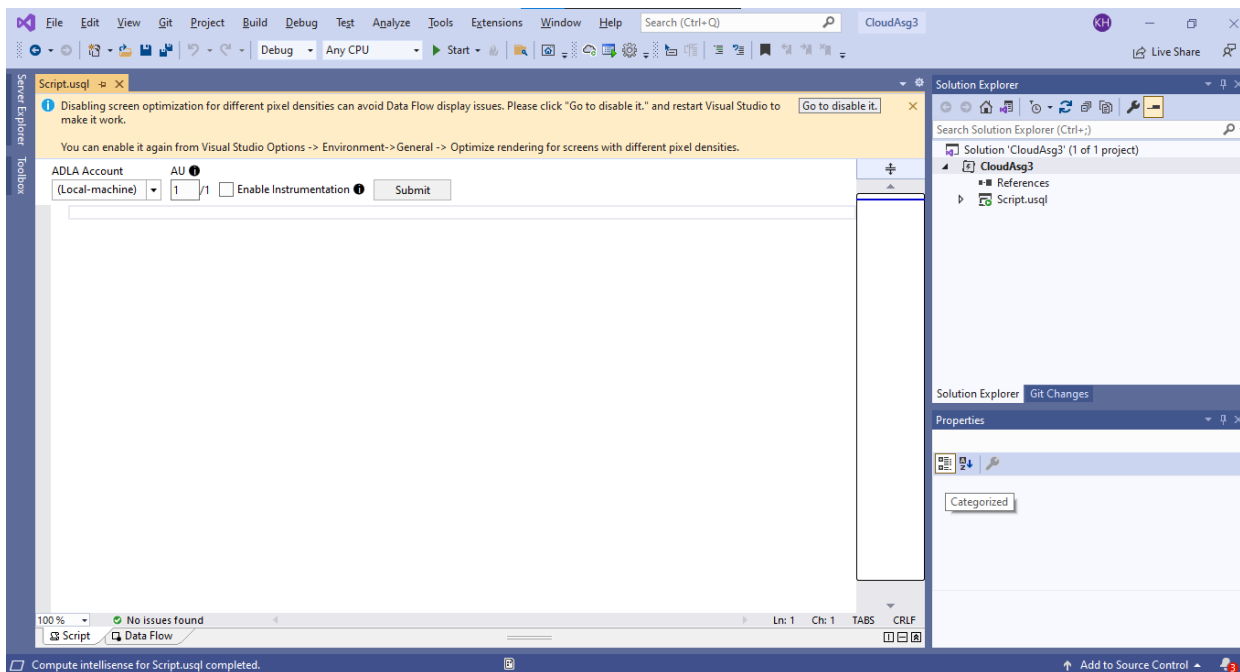 File Edit View Git Project Build Debug Test Analyze Tools Extensions Window Help Search (Ctrl+Q) CloudAsg3 KH
Debug Any CPU Start Live Share
Server Explorer
Toolbox
Script.usql
Disabling screen optimization for different pixel densities can avoid Data Flow display issues. Please click "Go to disable it." and restart Visual Studio to Go to disable it.
make it work.
You can enable it again from Visual Studio Options -> Environment->General -> Optimize rendering for screens with different pixel densities.
ADLA Account AU
(Local-machine) 1 /1 Enable Instrumentation Submit
100 % No issues found Ln: 1 Ch: 1 TABS CRLF
Script Data Flow
Solution Explorer
Search Solution Explorer (Ctrl+;)
Solution 'CloudAsg3' (1 of 1 project)
CloudAsg3
References
Script.usql
Solution Explorer Git Changes
Properties
Categorized
Compute intellisense for Script.usql completed. Add to Source Control 3